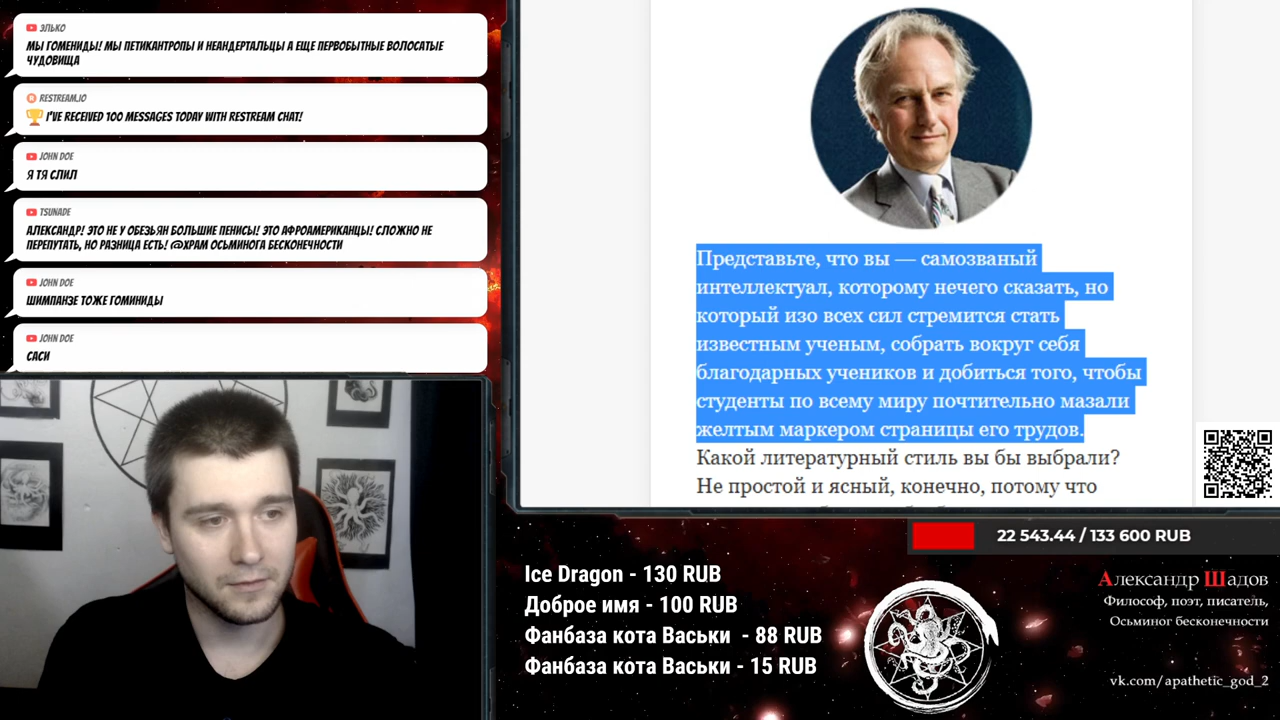 ЭЛЬКО
МЫ ГОМЕНИДЫ! МЫ ПЕТИКАНТРОПЫ И НЕАНДЕРТАЛЬЦЫ А ЕЩЕ ПЕРВОБЫТНЫЕ ВОЛОСАТЫЕ
ЧУДОВИЩА
RESTREAM.IO
🏆 I'VE RECEIVED 100 MESSAGES TODAY WITH RESTREAM CHAT!
JOHN DOE
Я ТЯ СЛИЛ
TSUNADE
АЛЕКСАНДР! ЭТО НЕ У ОБЕЗЬЯН БОЛЬШИЕ ПЕНИСЫ! ЭТО АФРОАМЕРИКАНЦЫ! СЛОЖНО НЕ
ПЕРЕПУТАТЬ, НО РАЗНИЦА ЕСТЬ! @ХРАМ ОСЬМИНОГА БЕСКОНЕЧНОСТИ
JOHN DOE
ШИМПАНЗЕ ТОЖЕ ГОМИНИДЫ
JOHN DOE
САСИ
Представьте, что вы — самозваный
интеллектуал, которому нечего сказать, но
который изо всех сил стремится стать
известным ученым, собрать вокруг себя
благодарных учеников и добиться того, чтобы
студенты по всему миру почтительно мазали
желтым маркером страницы его трудов.
Какой литературный стиль вы бы выбрали?
Не простой и ясный, конечно, потому что
22 543.44 / 133 600 RUB
Ice Dragon - 130 RUB
Доброе имя - 100 RUB
Фанбаза кота Васьки - 88 RUB
Фанбаза кота Васьки - 15 RUB
Александр Шадов
Философ, поэт, писатель,
Осьминог бесконечности
vk.com/apathetic_god_2